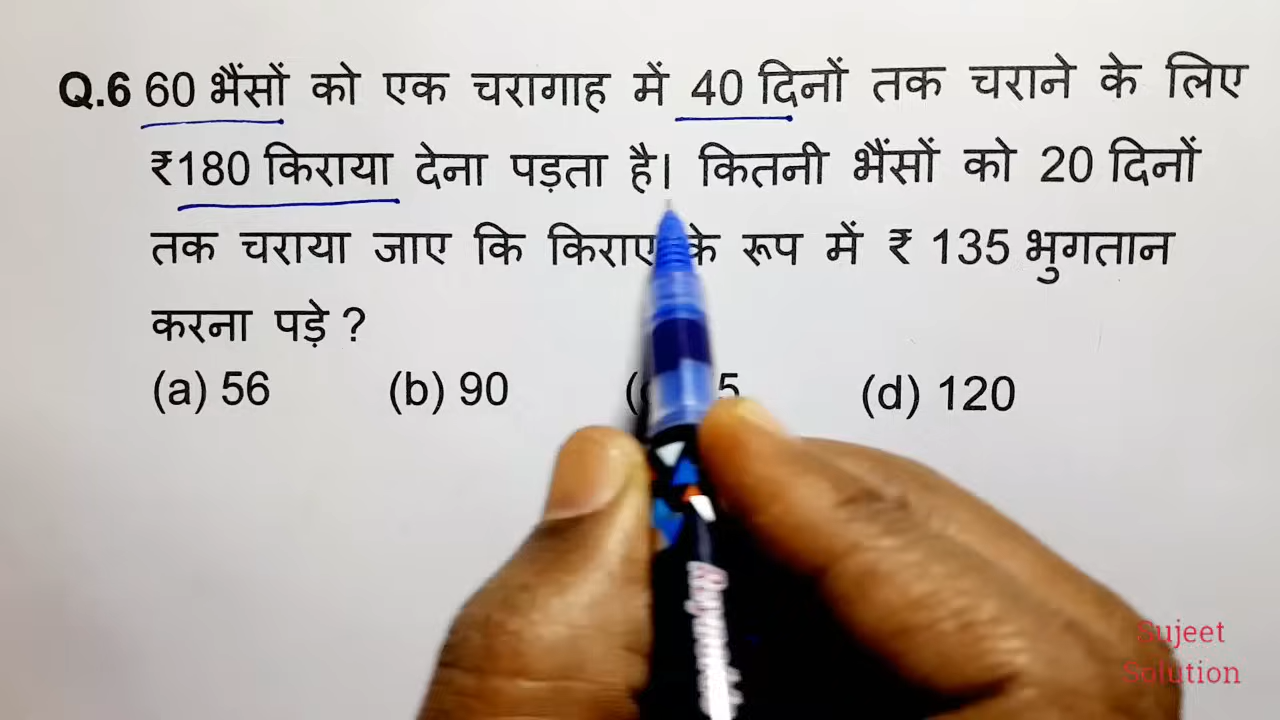 Q.6 60 भैंसों को एक चरागाह में 40 दिनों तक चराने के लिए
₹180 किराया देना पड़ता है। कितनी भैंसों को 20 दिनों
तक चराया जाए कि किराए के रूप में ₹ 135 भुगतान
करना पड़े ?
(a) 56 (b) 90 (d) 120
Sujeet
Solution